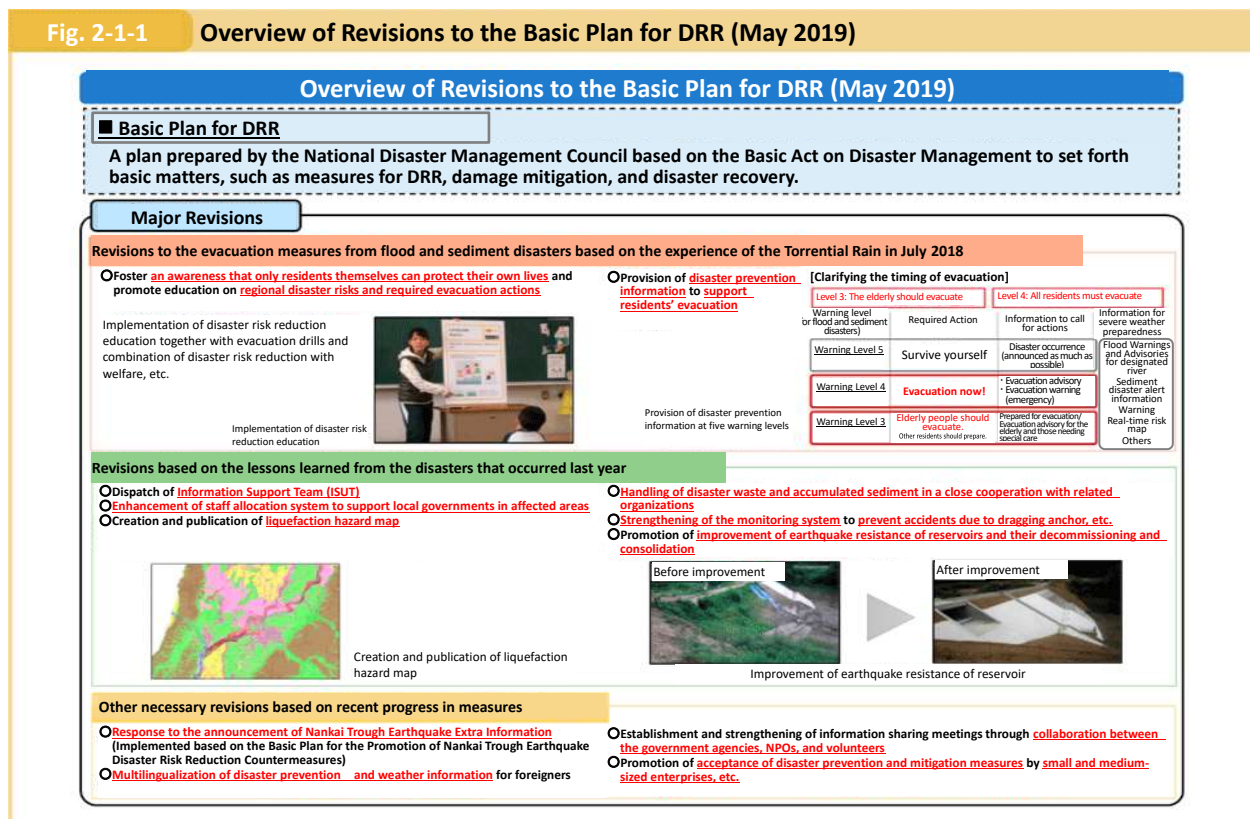 Fig. 2-1-1
Overview of Revisions to the Basic Plan for DRR (May 2019)
Overview of Revisions to the Basic Plan for DRR (May 2019)
■ Basic Plan for DRR
A plan prepared by the National Disaster Management Council based on the Basic Act on Disaster Management to set forth
basic matters, such as measures for DRR, damage mitigation, and disaster recovery.
Major Revisions
Revisions to the evacuation measures from flood and sediment disasters based on the experience of the Torrential Rain in July 2018
Foster an awareness that only residents themselves can protect their own lives and
promote education on regional disaster risks and required evacuation actions
Implementation of disaster risk reduction
education together with evacuation drills and
combination of disaster risk reduction with
welfare, etc.
Implementation of disaster risk
reduction education
Provision of disaster prevention
information to support
residents' evacuation
Provision of disaster prevention
information at five warning levels
[Clarifying the timing of evacuation]
Level 3: The elderly should evacuate
Level 4: All residents must evacuate
Warning level
or flood and sediment
disasters)
Required Action
Information to call
for actions
Information for
severe weather
preparedness
Warning Level 5
Survive yourself
Disaster occurrence
(announced as much as
possible)
Warning Level 4
Evacuation now!
・Evacuation advisory
・Evacuation warning
(emergency)
Warning Level 3
Elderly people should
evacuate.
Other residents should prepare.
Prepared for evacuation/
Evacuation advisory for the
elderly and those needing
special care
Flood Warnings
and Advisories
for designated
river
Sediment
disaster alert
information
Warning
Real-time risk
map
Others
Revisions based on the lessons learned from the disasters that occurred last year
Dispatch of Information Support Team (ISUT)
Enhancement of staff allocation system to support local governments in affected areas
Creation and publication of liquefaction hazard map
Creation and publication of liquefaction
hazard map
Handling of disaster waste and accumulated sediment in a close cooperation with related
organizations
Strengthening of the monitoring system to prevent accidents due to dragging anchor, etc.
Promotion of improvement of earthquake resistance of reservoirs and their decommissioning and
consolidation
Before improvement
After improvement
Improvement of earthquake resistance of reservoir
Other necessary revisions based on recent progress in measures
Response to the announcement of Nankai Trough Earthquake Extra Information
(Implemented based on the Basic Plan for the Promotion of Nankai Trough Earthquake
Disaster Risk Reduction Countermeasures)
Multilingualization of disaster prevention and weather information for foreigners
Establishment and strengthening of information sharing meetings through collaboration between
the government agencies, NPOs, and volunteers
Promotion of acceptance of disaster prevention and mitigation measures by small and medium-
sized enterprises, etc.